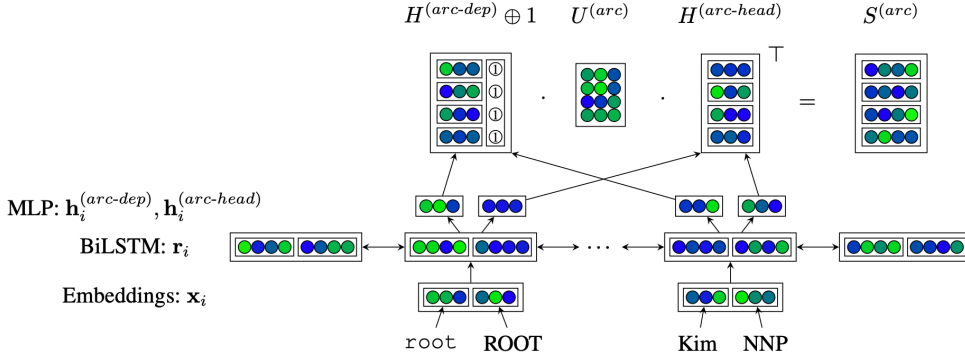 H^(arc-dep) ⊕ 1 U^(arc) H^(arc-head) S^(arc)
⊤
① 
①
· · =
①
①
MLP: h_i^(arc-dep), h_i^(arc-head)
BiLSTM: r_i ...
Embeddings: x_i
root ROOT Kim NNP